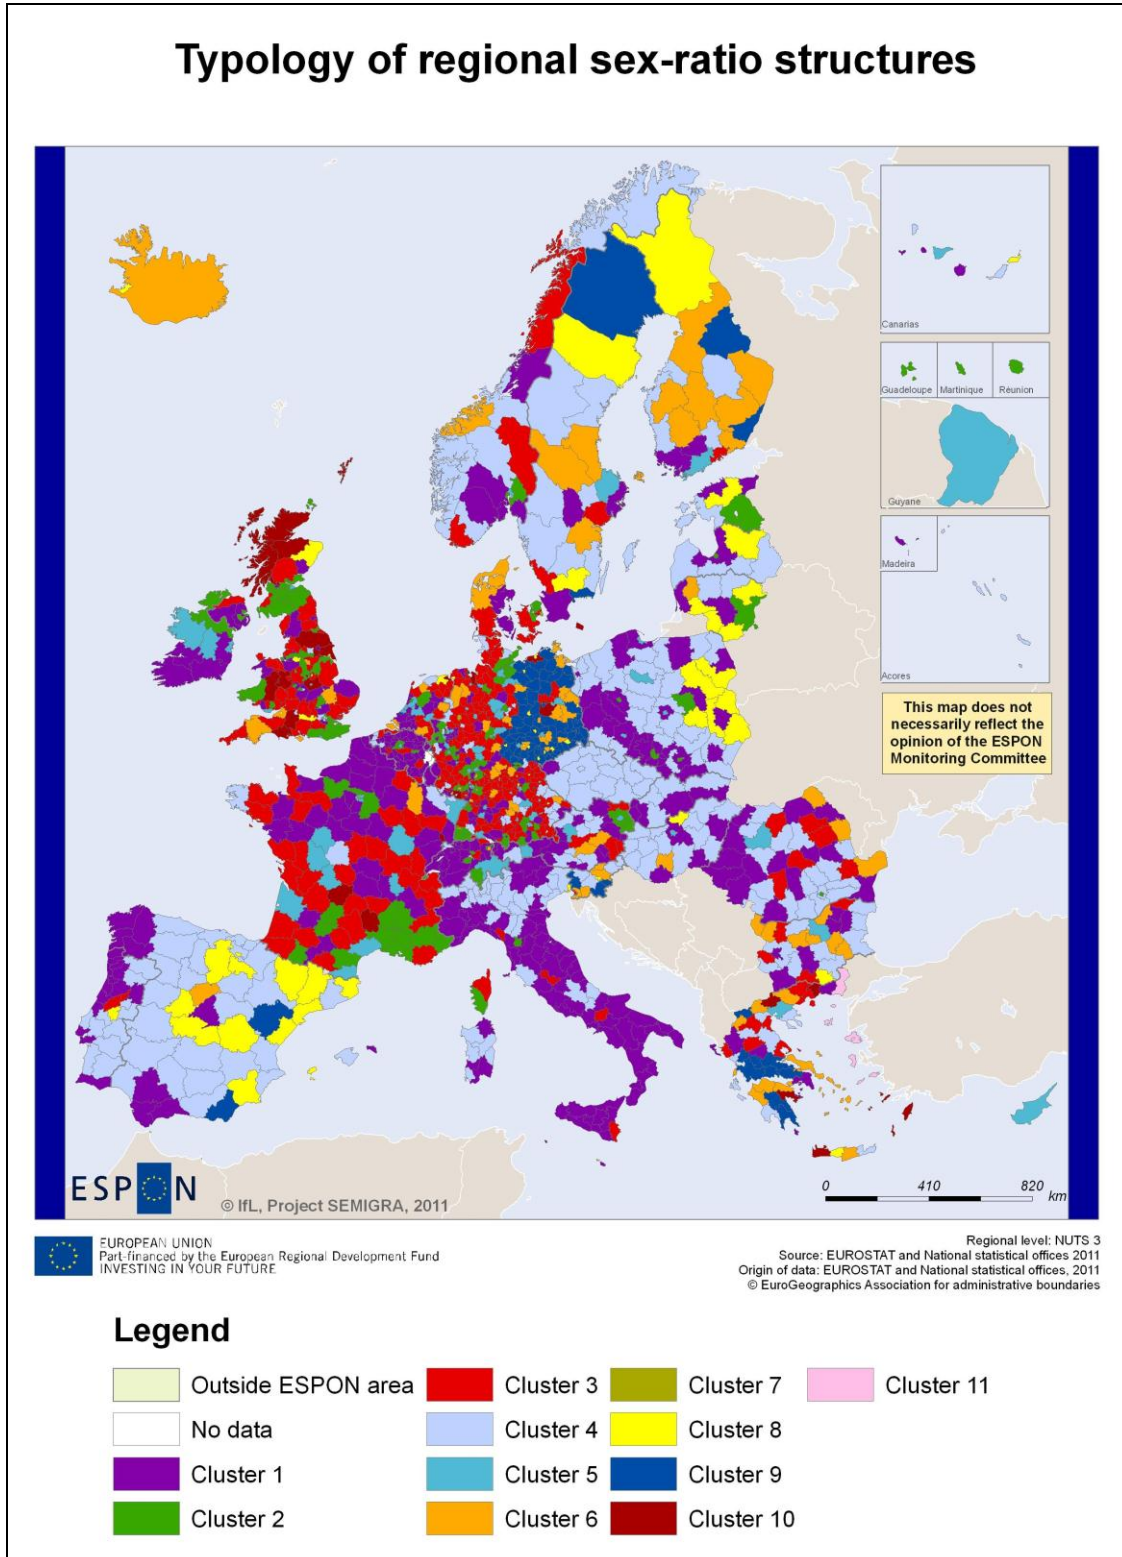 Typology of regional sex-ratio structures
Canarias
Guadeloupe
Martinique
Réunion
Guyane
Madeira
Acores
This map does not
necessarily reflect the
opinion of the ESPON
Monitoring Committee
ESPON
© IfL, Project SEMIGRA, 2011
0 410 820 km
EUROPEAN UNION
Part-financed by the European Regional Development Fund
INVESTING IN YOUR FUTURE
Regional level: NUTS 3
Source: EUROSTAT and National statistical offices 2011
Origin of data: EUROSTAT and National statistical offices, 2011
© EuroGeographics Association for administrative boundaries
Legend
Outside ESPON area
No data
Cluster 1
Cluster 2
Cluster 3
Cluster 4
Cluster 5
Cluster 6
Cluster 7
Cluster 8
Cluster 9
Cluster 10
Cluster 11